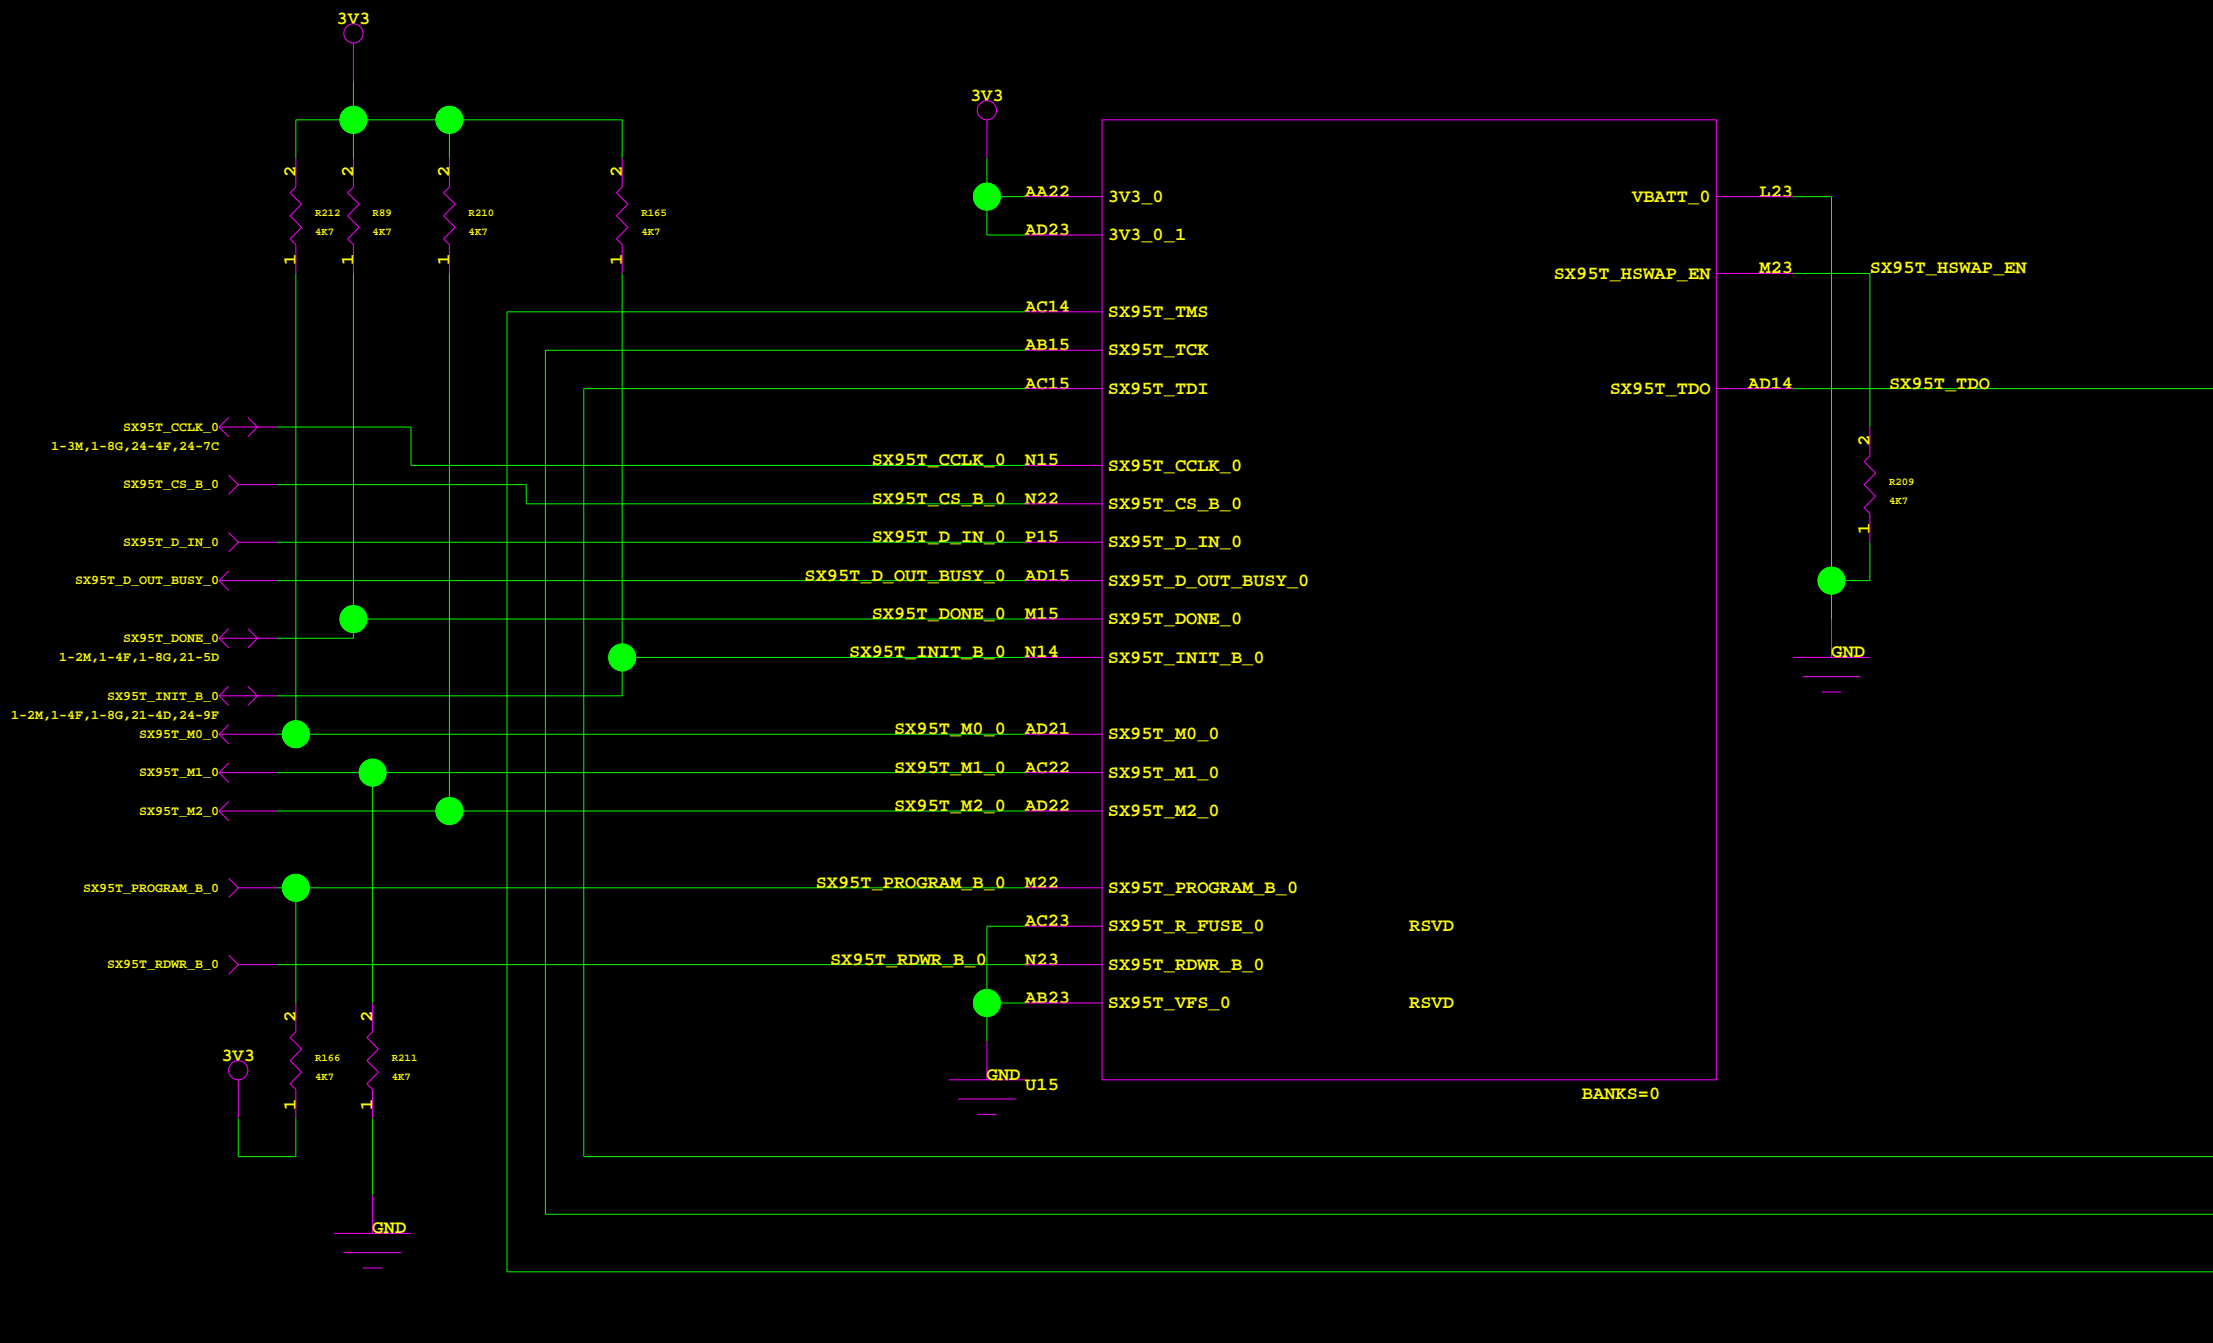 3V3
3V3
2
2
2
2
R212
4K7
R89
4K7
R210
4K7
R165
4K7
1
1
1
1
AA22
3V3_0
VBATT_0
L23
AD23
3V3_0_1
SX95T_HSWAP_EN
M23
SX95T_HSWAP_EN
AC14
SX95T_TMS
AB15
SX95T_TCK
AC15
SX95T_TDI
SX95T_TDO
AD14
SX95T_TDO
SX95T_CCLK_0
1-3M,1-8G,24-4F,24-7C
SX95T_CCLK_0
N15
SX95T_CCLK_0
2
R209
4K7
1
SX95T_CS_B_0
SX95T_CS_B_0
N22
SX95T_CS_B_0
SX95T_D_IN_0
SX95T_D_IN_0
P15
SX95T_D_IN_0
SX95T_D_OUT_BUSY_0
SX95T_D_OUT_BUSY_0
AD15
SX95T_D_OUT_BUSY_0
SX95T_DONE_0
M15
SX95T_DONE_0
SX95T_DONE_0
1-2M,1-4F,1-8G,21-5D
SX95T_INIT_B_0
N14
SX95T_INIT_B_0
GND
SX95T_INIT_B_0
1-2M,1-4F,1-8G,21-4D,24-9F
SX95T_M0_0
SX95T_M0_0
AD21
SX95T_M0_0
SX95T_M1_0
SX95T_M1_0
AC22
SX95T_M1_0
SX95T_M2_0
SX95T_M2_0
AD22
SX95T_M2_0
SX95T_PROGRAM_B_0
SX95T_PROGRAM_B_0
M22
SX95T_PROGRAM_B_0
AC23
SX95T_R_FUSE_0
RSVD
SX95T_RDWR_B_0
SX95T_RDWR_B_0
N23
SX95T_RDWR_B_0
AB23
SX95T_VFS_0
RSVD
2
2
3V3
R166
4K7
R211
4K7
1
1
GND
U15
BANKS=0
GND